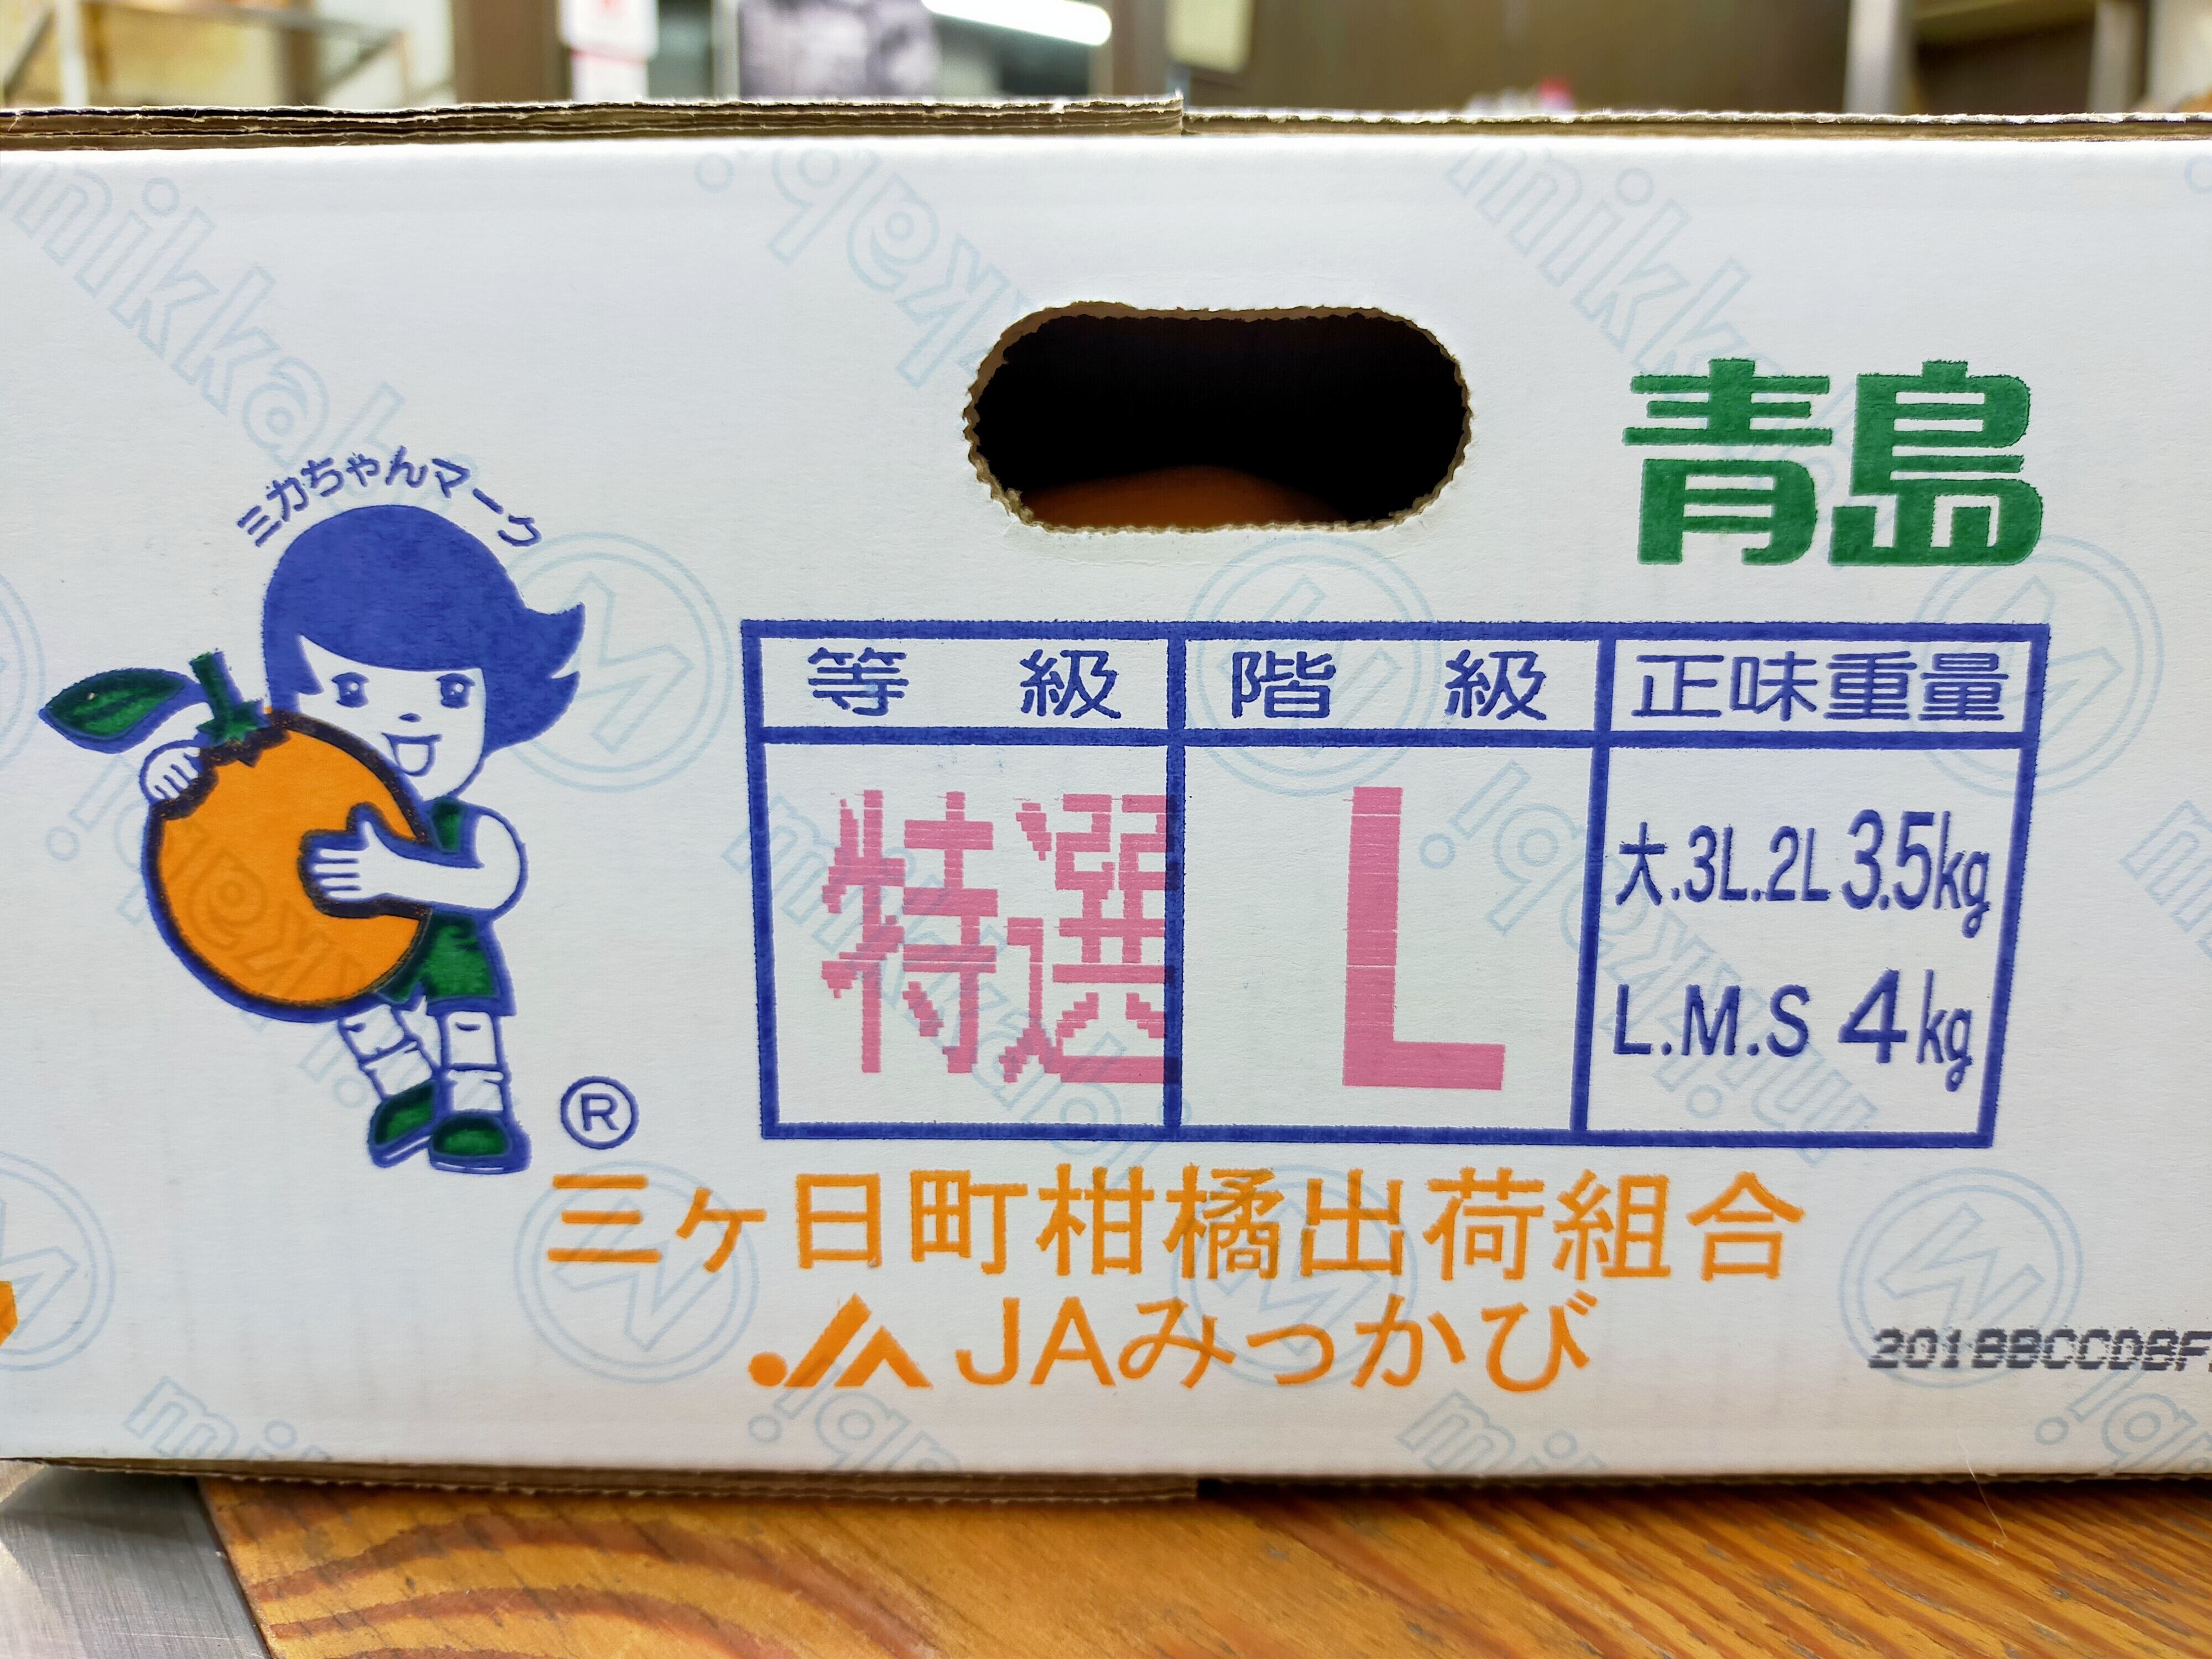 青島
ミカちゃんマーク
等級 階級 正味重量
特選 L 大.3L.2L 3.5kg
L.M.S 4kg
®
三ヶ日町柑橘出荷組合
JAみっかび
mikkabi